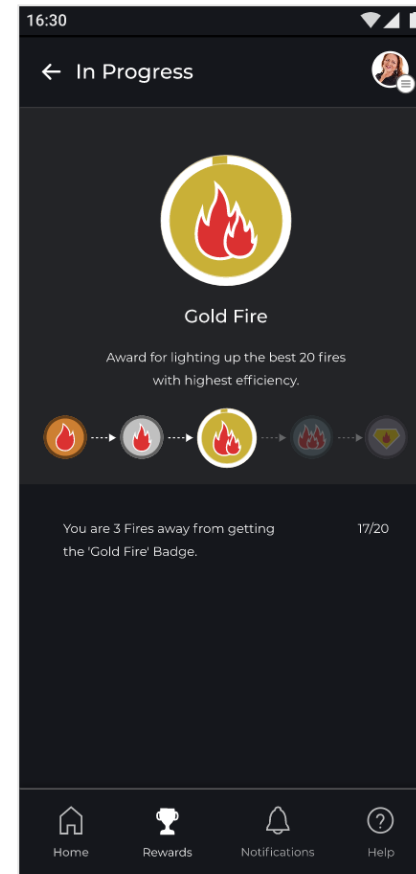 16:30
In Progress
Gold Fire
Award for lighting up the best 20 fires
with highest efficiency.
You are 3 Fires away from getting
the 'Gold Fire' Badge.
17/20
Home
Rewards
Notifications
Help